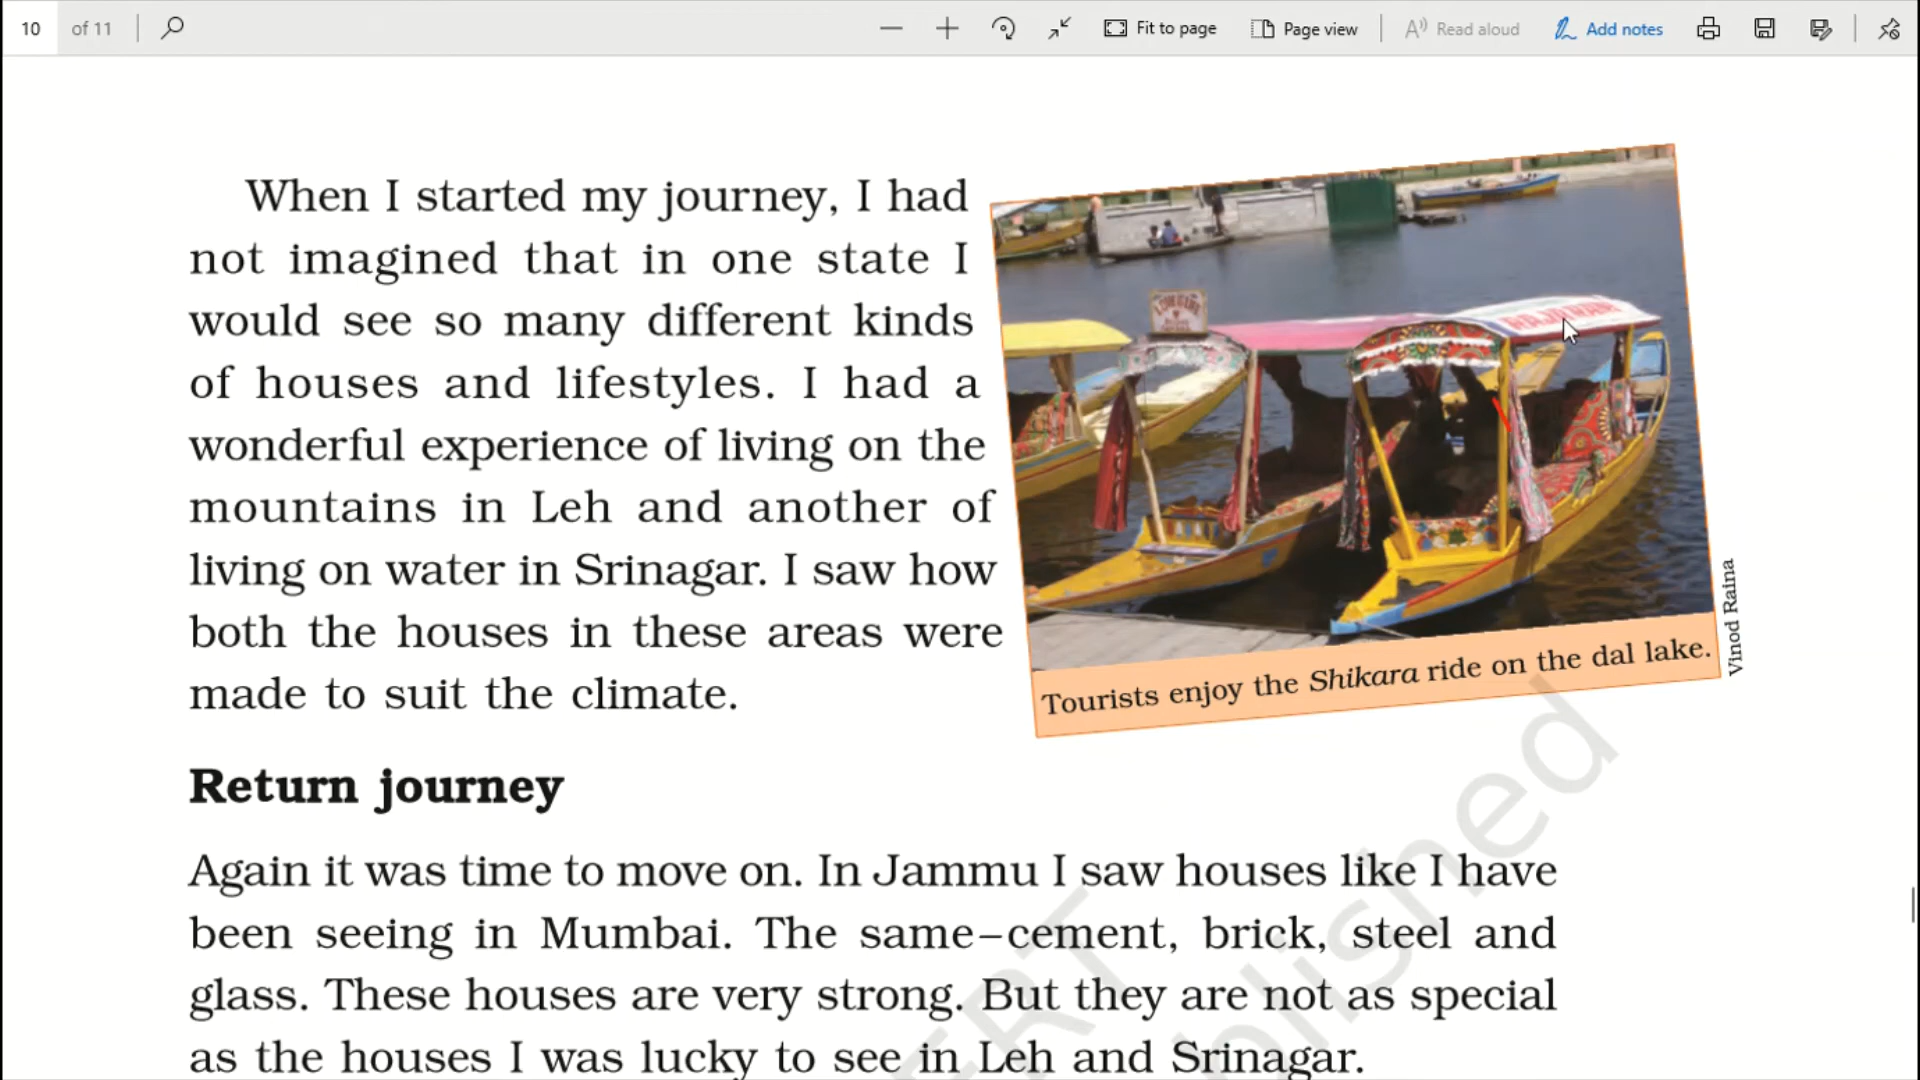 10 of 11 Fit to page Page view Read aloud Add notes
When I started my journey, I had
not imagined that in one state I
would see so many different kinds
of houses and lifestyles. I had a
wonderful experience of living on the
mountains in Leh and another of
living on water in Srinagar. I saw how
both the houses in these areas were
made to suit the climate.
Tourists enjoy the Shikara ride on the dal lake.
Vinod Raina
Return journey
Again it was time to move on. In Jammu I saw houses like I have
been seeing in Mumbai. The same–cement, brick, steel and
glass. These houses are very strong. But they are not as special
as the houses I was lucky to see in Leh and Srinagar.